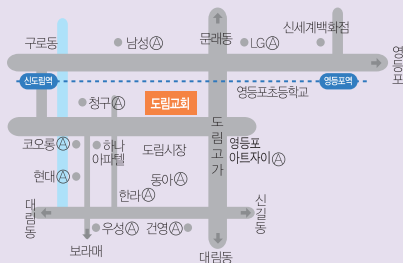 신세계백화점
구로동
남성Ⓐ
문래동
LGⒶ
영등포
신도림역
영등포역
청구Ⓐ
도림교회
영등포초등학교
도림고가
코오롱Ⓐ
하나
아파텔
도림시장
영등포
아트자이Ⓐ
현대Ⓐ
동아Ⓐ
한라Ⓐ
대림동
신길동
우성Ⓐ
건영Ⓐ
보라매
대림동